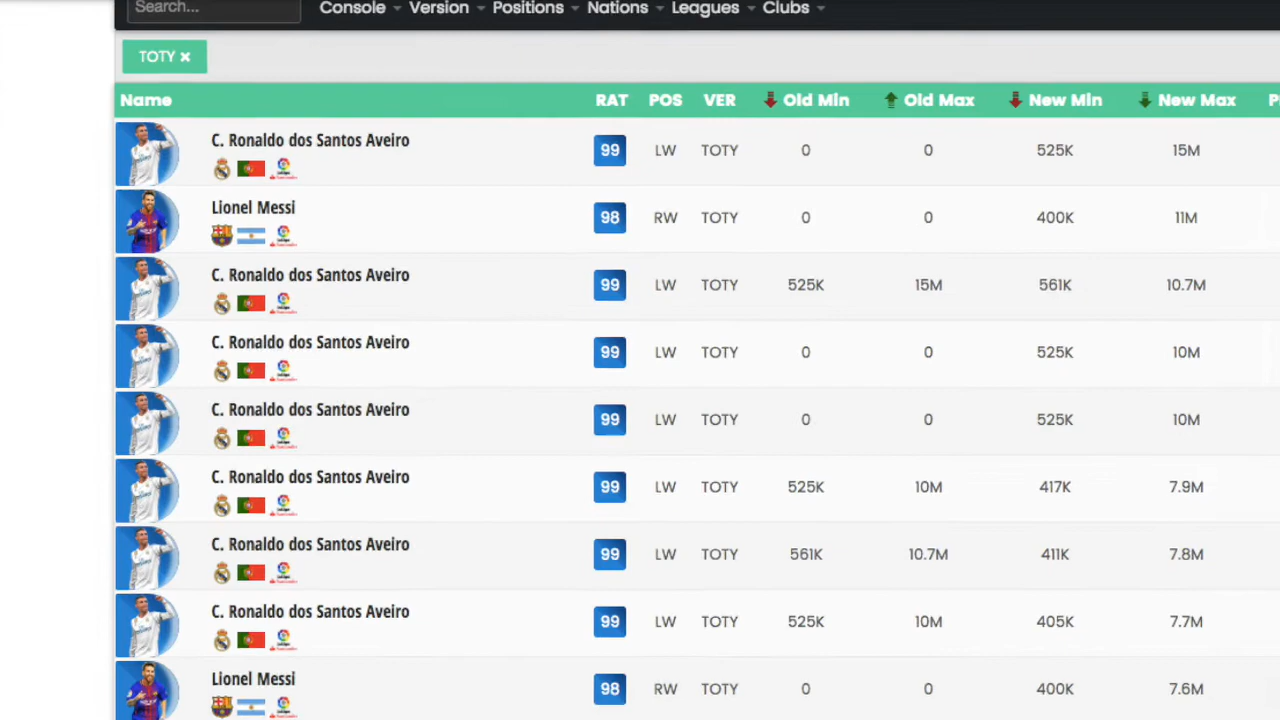 Search... Console Version Positions Nations Leagues Clubs
TOTY ×
Name RAT POS VER Old Min Old Max New Min New Max
C. Ronaldo dos Santos Aveiro 99 LW TOTY 0 0 525K 15M
Lionel Messi 98 RW TOTY 0 0 400K 11M
C. Ronaldo dos Santos Aveiro 99 LW TOTY 525K 15M 561K 10.7M
C. Ronaldo dos Santos Aveiro 99 LW TOTY 0 0 525K 10M
C. Ronaldo dos Santos Aveiro 99 LW TOTY 0 0 525K 10M
C. Ronaldo dos Santos Aveiro 99 LW TOTY 525K 10M 417K 7.9M
C. Ronaldo dos Santos Aveiro 99 LW TOTY 561K 10.7M 411K 7.8M
C. Ronaldo dos Santos Aveiro 99 LW TOTY 525K 10M 405K 7.7M
Lionel Messi 98 RW TOTY 0 0 400K 7.6M